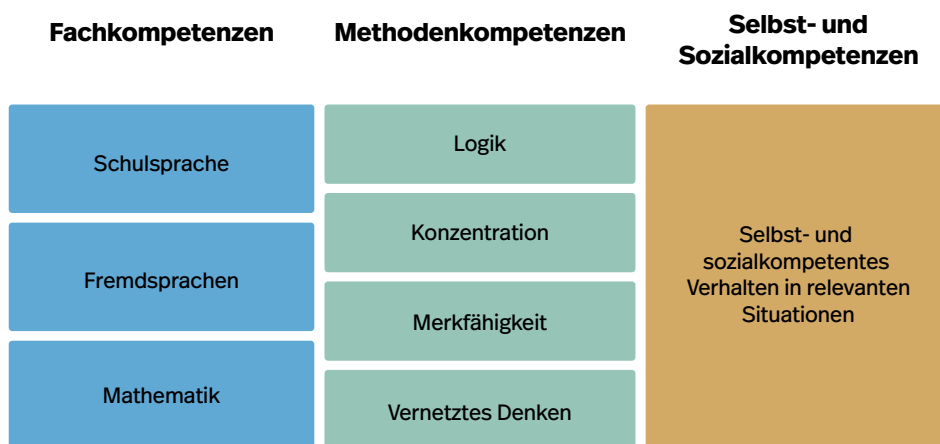 Fachkompetenzen
Methodenkompetenzen
Selbst- und
Sozialkompetenzen
Schulsprache
Fremdsprachen
Mathematik
Logik
Konzentration
Merkfähigkeit
Vernetztes Denken
Selbst- und
sozialkompetentes
Verhalten in relevanten
Situationen